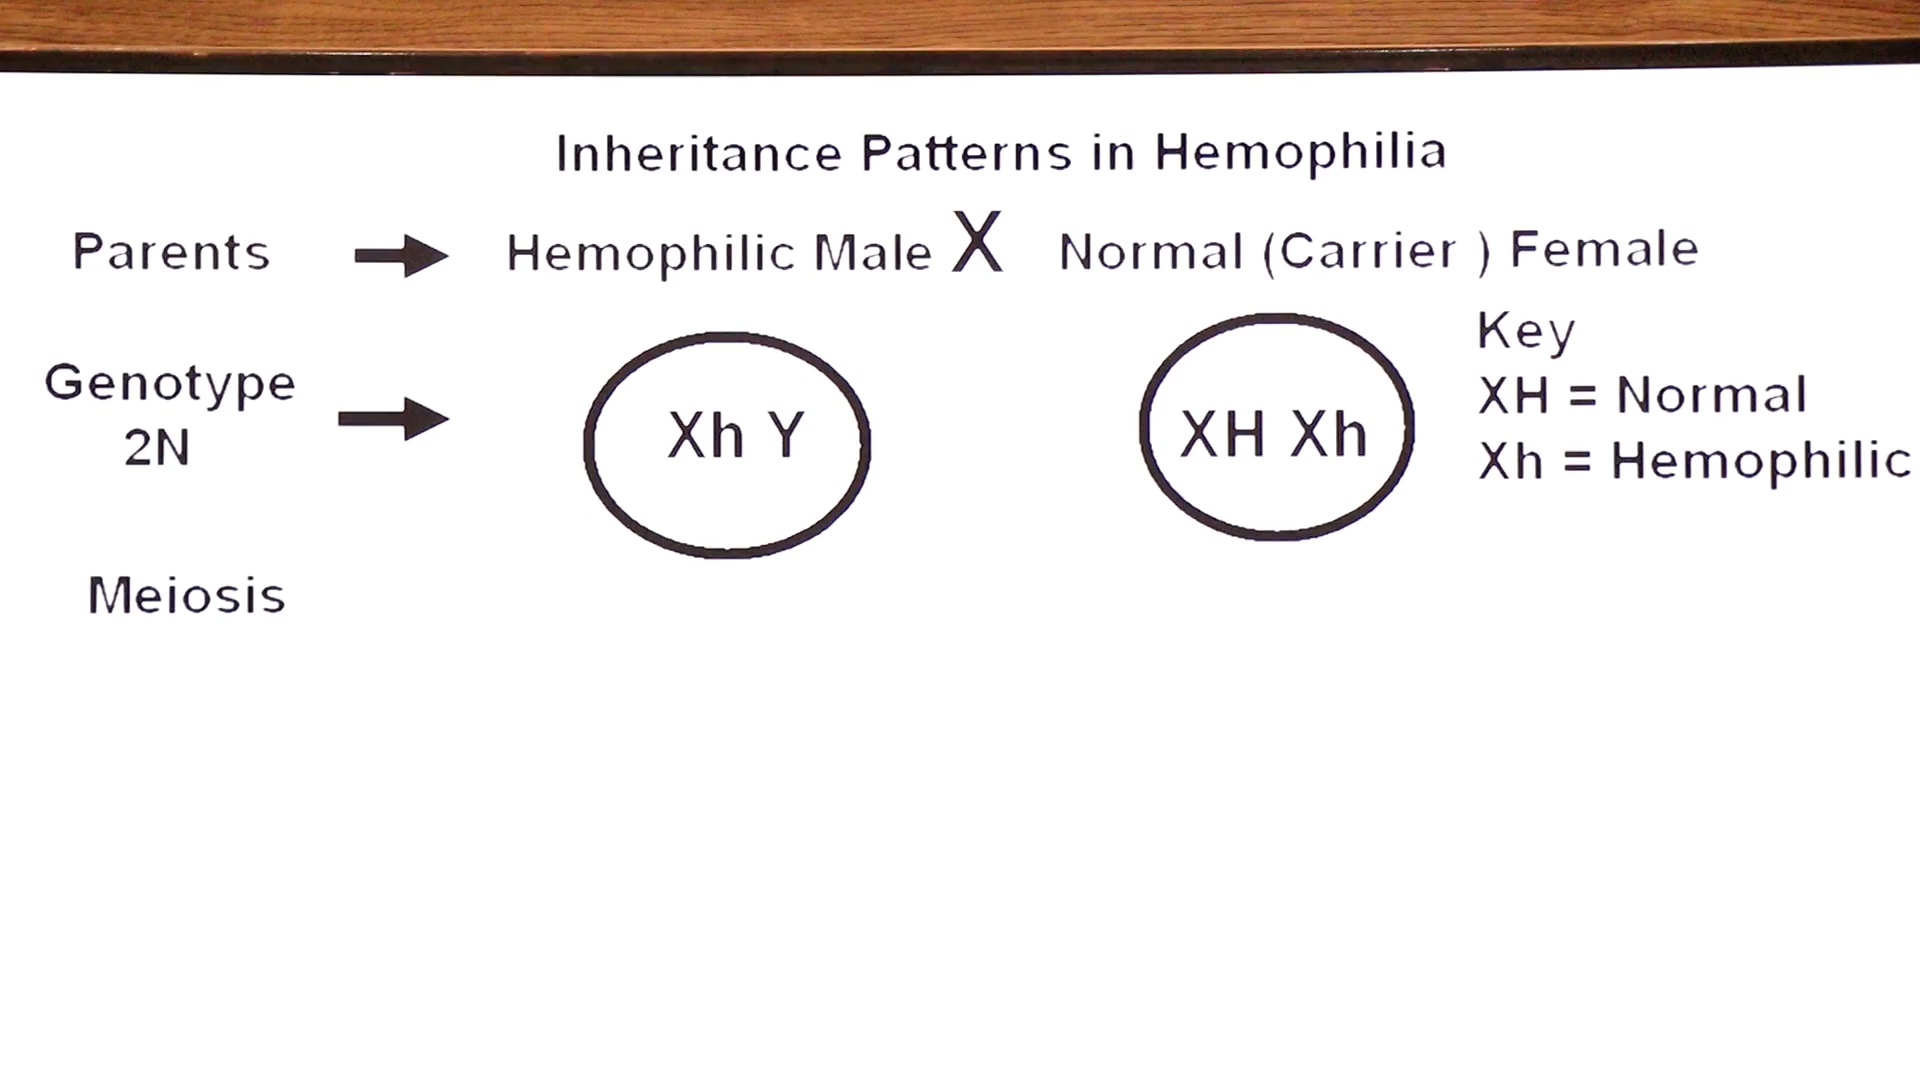 Inheritance Patterns in Hemophilia
Parents Hemophilic Male X Normal (Carrier ) Female
Key
Genotype
2N
Xh Y
XH Xh
XH = Normal
Xh = Hemophilic
Meiosis